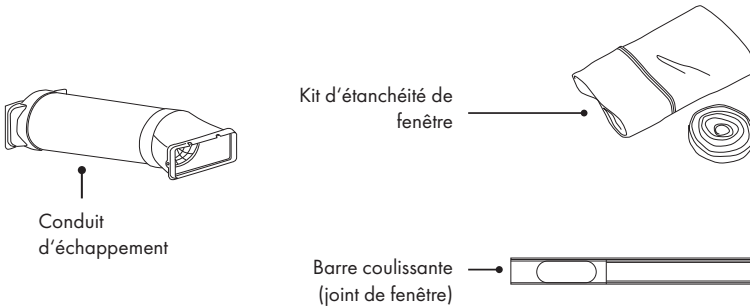 Kit d'étanchéité de
fenêtre
Conduit
d'échappement
Barre coulissante
(joint de fenêtre)